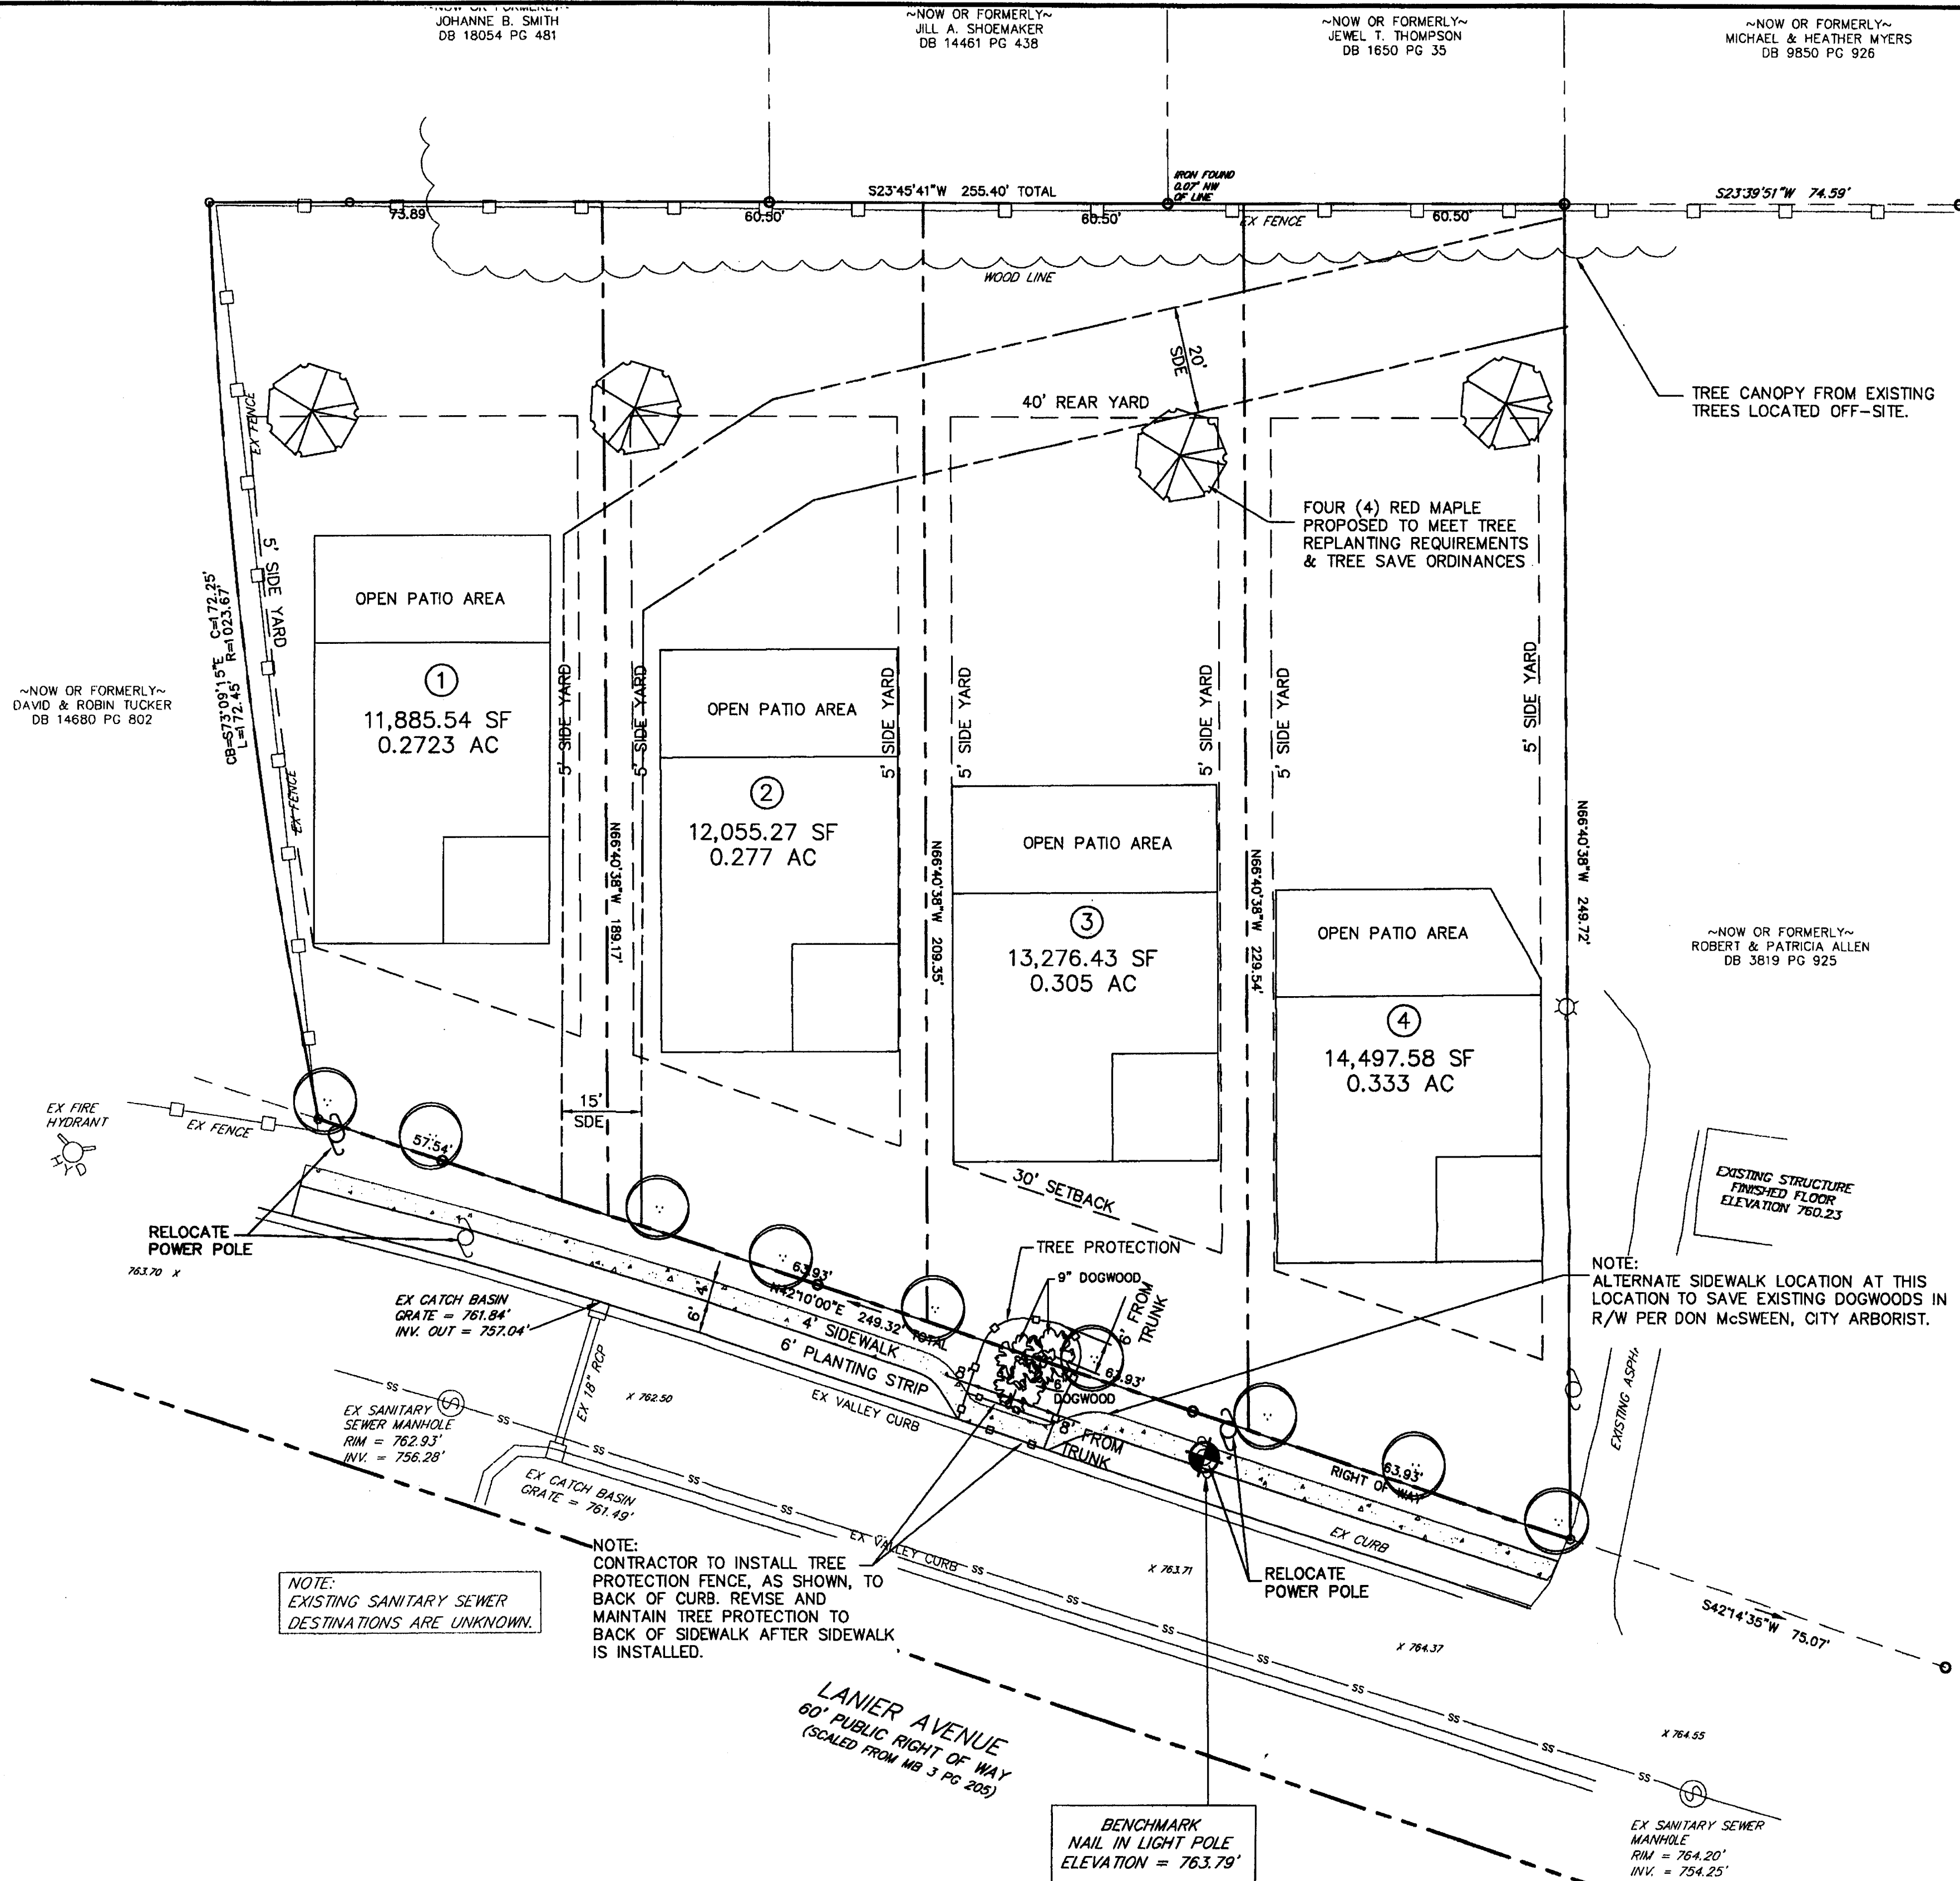 JOHANNE B. SMITH
DB 18054 PG 481
~NOW OR FORMERLY~
JILL A. SHOEMAKER
DB 14461 PG 438
~NOW OR FORMERLY~
JEWEL T. THOMPSON
DB 1650 PG 35
~NOW OR FORMERLY~
MICHAEL & HEATHER MYERS
DB 9850 PG 926
S23°45'41"W 255.40' TOTAL
IRON FOUND
0.07' NW
OF LINE
S23°39'51"W 74.59'
73.89
60.50'
60.50'
60.50'
EX FENCE
WOOD LINE
20'
SDE
40' REAR YARD
TREE CANOPY FROM EXISTING
TREES LOCATED OFF-SITE.
FOUR (4) RED MAPLE
PROPOSED TO MEET TREE
REPLANTING REQUIREMENTS
& TREE SAVE ORDINANCES
EX FENCE
5' SIDE YARD
CB=S73°09'15"E C=172.25'
L=172.45' R=1023.67'
EX FENCE
~NOW OR FORMERLY~
DAVID & ROBIN TUCKER
DB 14680 PG 802
OPEN PATIO AREA
1
11,885.54 SF
0.2723 AC
5' SIDE YARD
N66°40'38"W 189.17'
5' SIDE YARD
OPEN PATIO AREA
2
12,055.27 SF
0.277 AC
5' SIDE YARD
N66°40'38"W 209.35'
5' SIDE YARD
OPEN PATIO AREA
3
13,276.43 SF
0.305 AC
5' SIDE YARD
N66°40'38"W 229.54'
5' SIDE YARD
OPEN PATIO AREA
4
14,497.58 SF
0.333 AC
5' SIDE YARD
N66°40'38"W 249.72'
~NOW OR FORMERLY~
ROBERT & PATRICIA ALLEN
DB 3819 PG 925
EX FIRE
HYDRANT
HYD
EX FENCE
57.54'
15'
SDE
30' SETBACK
EXISTING STRUCTURE
FINISHED FLOOR
ELEVATION 760.23
RELOCATE
POWER POLE
763.70 X
TREE PROTECTION
9" DOGWOOD
6' FROM
TRUNK
NOTE:
ALTERNATE SIDEWALK LOCATION AT THIS
LOCATION TO SAVE EXISTING DOGWOODS IN
R/W PER DON McSWEEN, CITY ARBORIST.
EX CATCH BASIN
GRATE = 761.84'
INV. OUT = 757.04'
6' 4'
63.93'
N42°10'00"E 249.32' TOTAL
4' SIDEWALK
6' PLANTING STRIP
8'
6"
DOGWOOD
63.93'
8' FROM
TRUNK
EX 18" RCP
X 762.50
EX VALLEY CURB
EX SANITARY
SEWER MANHOLE
RIM = 762.93'
INV. = 756.28'
SS
S
SS
SS
SS
SS
SS
SS
SS
SS
SS
SS
SS
SS
EX CATCH BASIN
GRATE = 761.49'
EXISTING ASPH.
RIGHT OF WAY
63.93'
EX CURB
EX VALLEY CURB
NOTE:
CONTRACTOR TO INSTALL TREE
PROTECTION FENCE, AS SHOWN, TO
BACK OF CURB. REVISE AND
MAINTAIN TREE PROTECTION TO
BACK OF SIDEWALK AFTER SIDEWALK
IS INSTALLED.
NOTE:
EXISTING SANITARY SEWER
DESTINATIONS ARE UNKNOWN.
X 763.71
RELOCATE
POWER POLE
S42°14'35"W 75.07'
X 764.37
LANIER AVENUE
60' PUBLIC RIGHT OF WAY
(SCALED FROM MB 3 PG 205)
X 764.55
S
BENCHMARK
NAIL IN LIGHT POLE
ELEVATION = 763.79'
EX SANITARY SEWER
MANHOLE
RIM = 764.20'
INV. = 754.25'